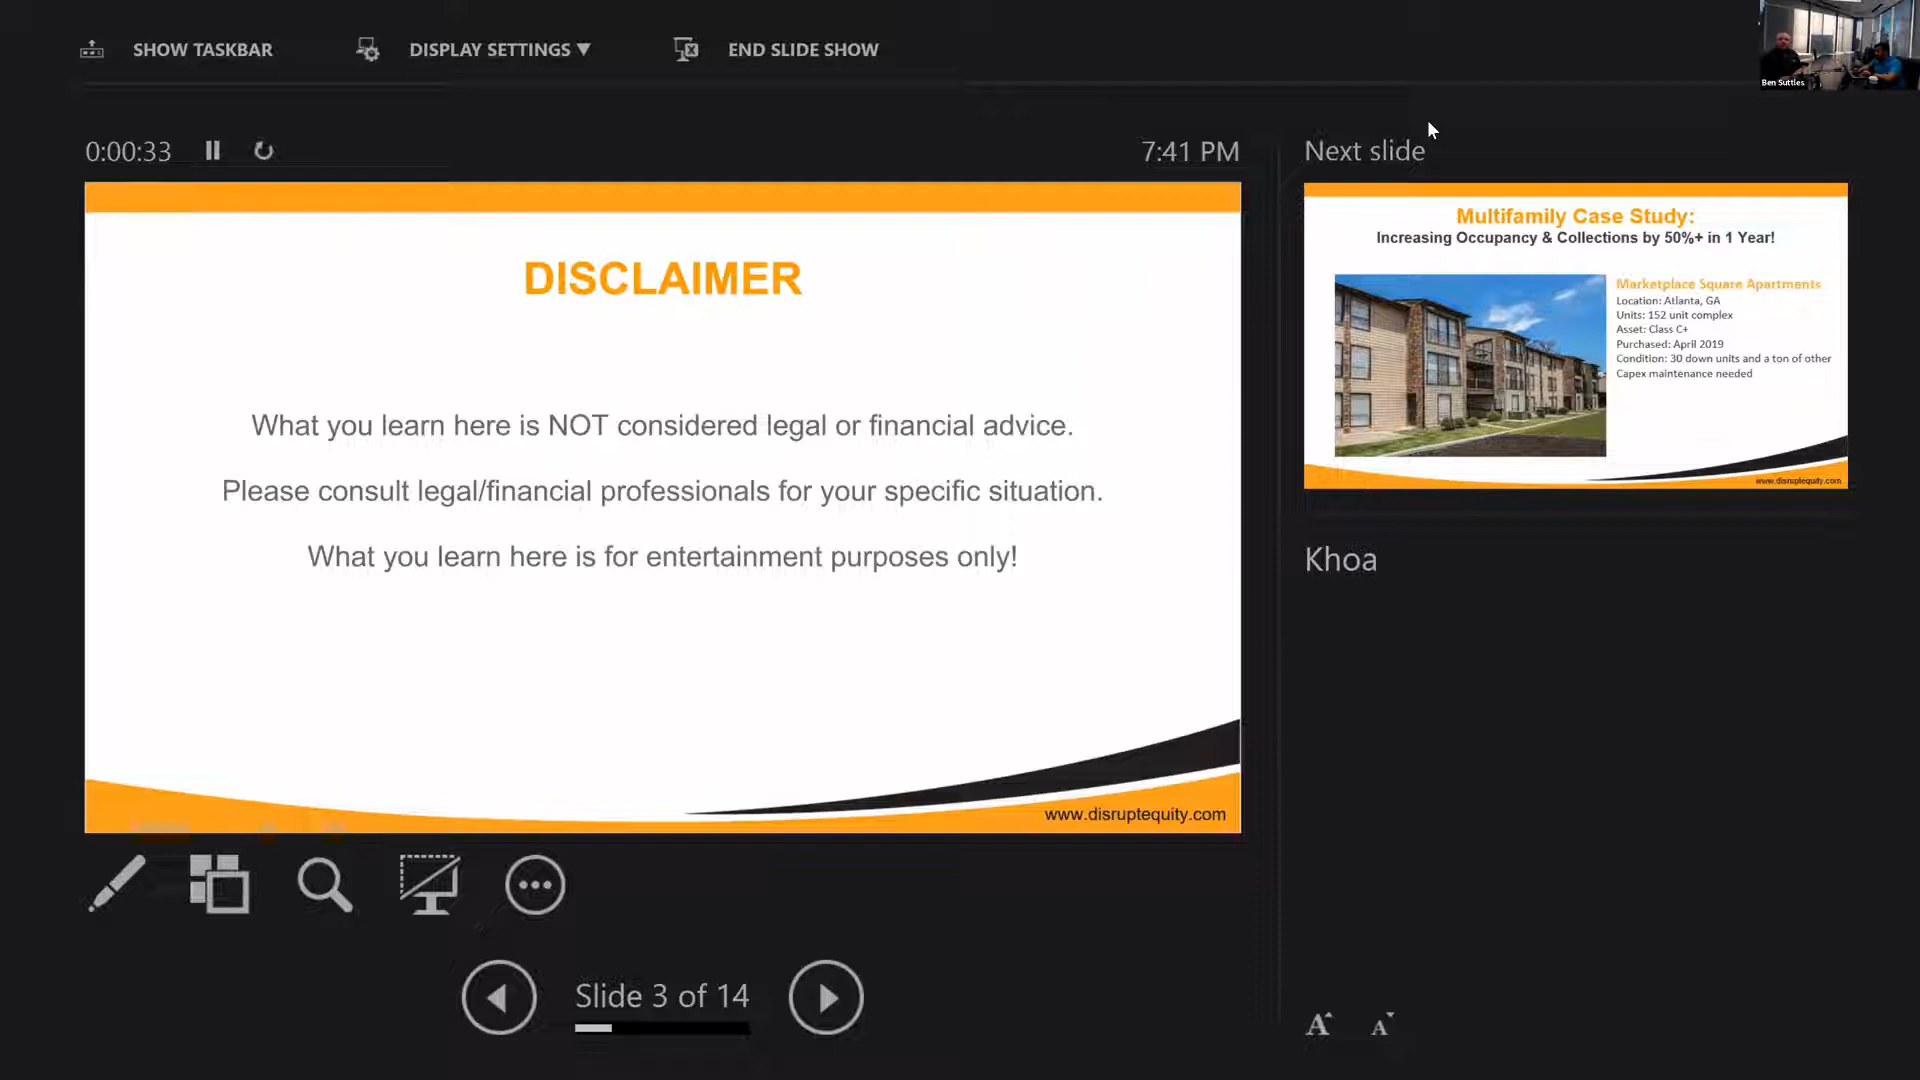 SHOW TASKBAR
DISPLAY SETTINGS ▼
END SLIDE SHOW
Ben Suttles
0:00:33
7:41 PM
Next slide
DISCLAIMER
What you learn here is NOT considered legal or financial advice.
Please consult legal/financial professionals for your specific situation.
What you learn here is for entertainment purposes only!
www.disruptequity.com
Multifamily Case Study:
Increasing Occupancy & Collections by 50%+ in 1 Year!
Marketplace Square Apartments
Location: Atlanta, GA
Units: 152 unit complex
Asset: Class C+
Purchased: April 2019
Condition: 30 down units and a ton of other
Capex maintenance needed
www.disruptequity.com
Khoa
Slide 3 of 14
A
A